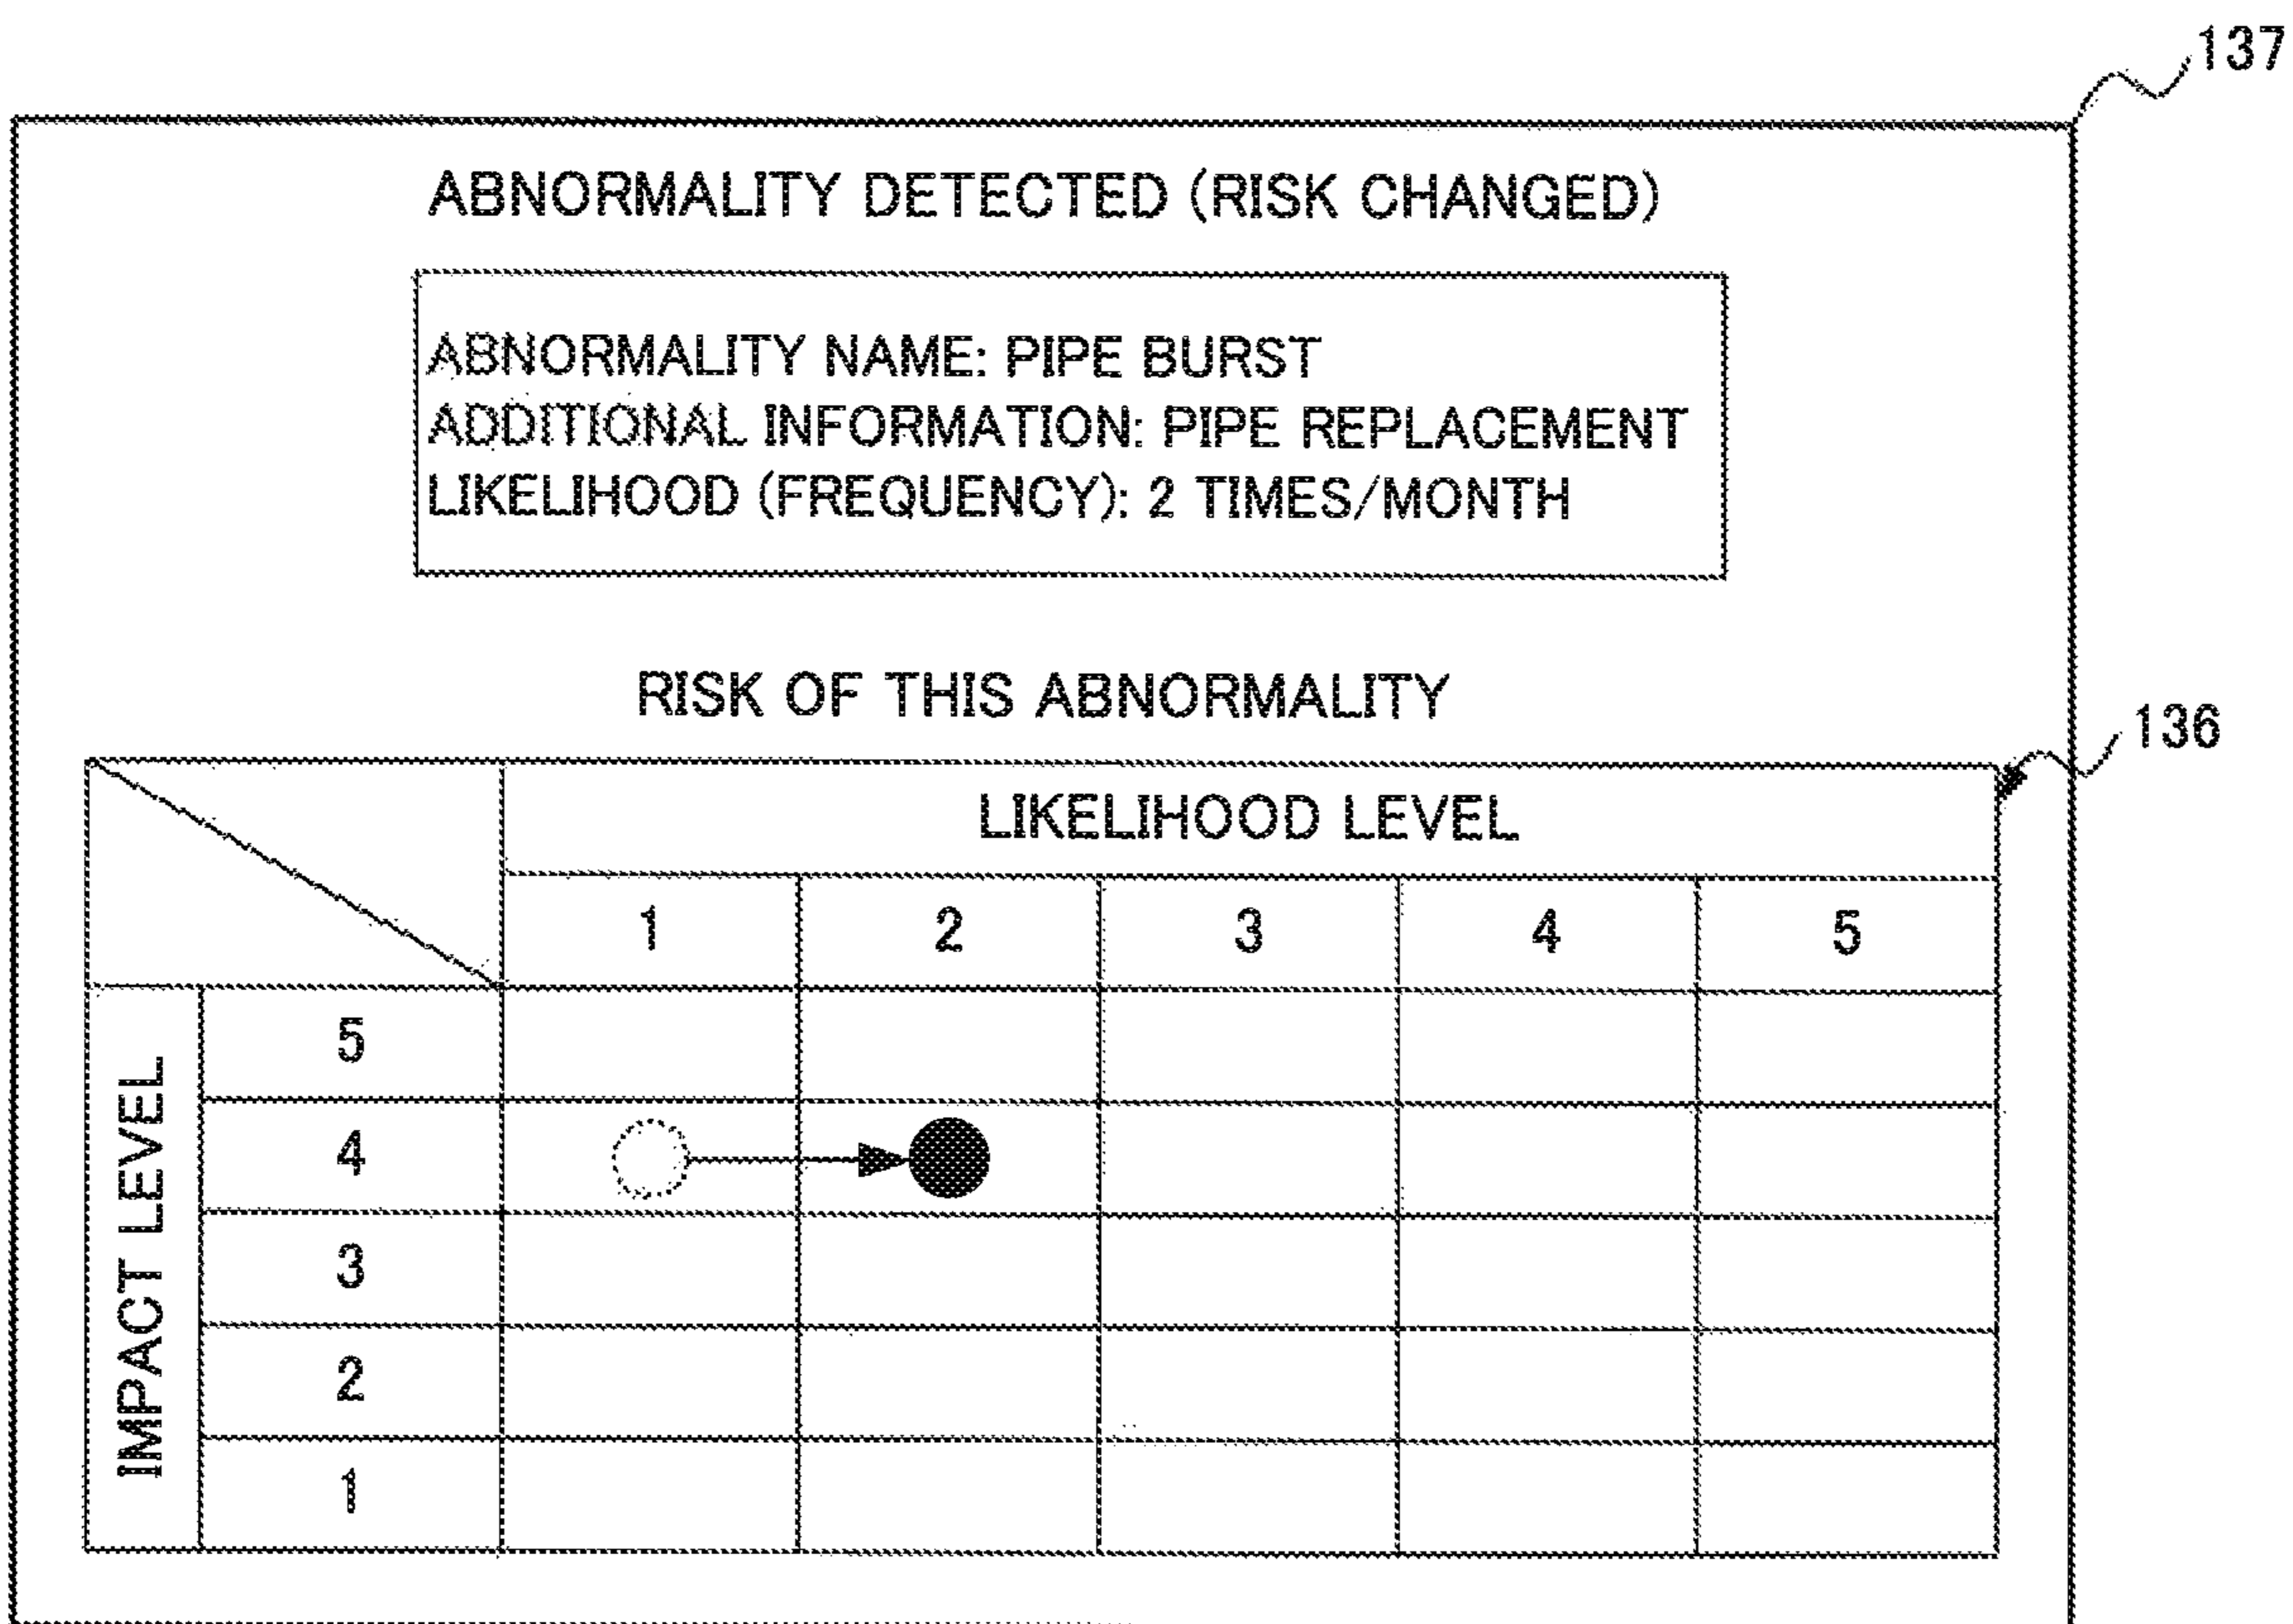 137
ABNORMALITY DETECTED (RISK CHANGED)
ABNORMALITY NAME: PIPE BURST
ADDITIONAL INFORMATION: PIPE REPLACEMENT
LIKELIHOOD (FREQUENCY): 2 TIMES/MONTH
RISK OF THIS ABNORMALITY
136
LIKELIHOOD LEVEL
1 2 3 4 5
IMPACT LEVEL
5
4
3
2
1